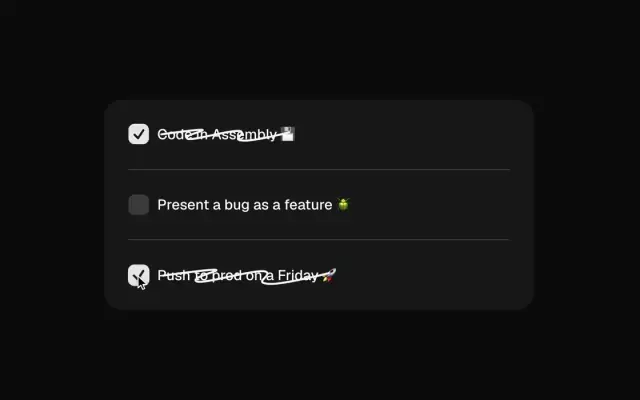 Code in Assembly 💾
Present a bug as a feature 🪲
Push to prod on a Friday 🚀